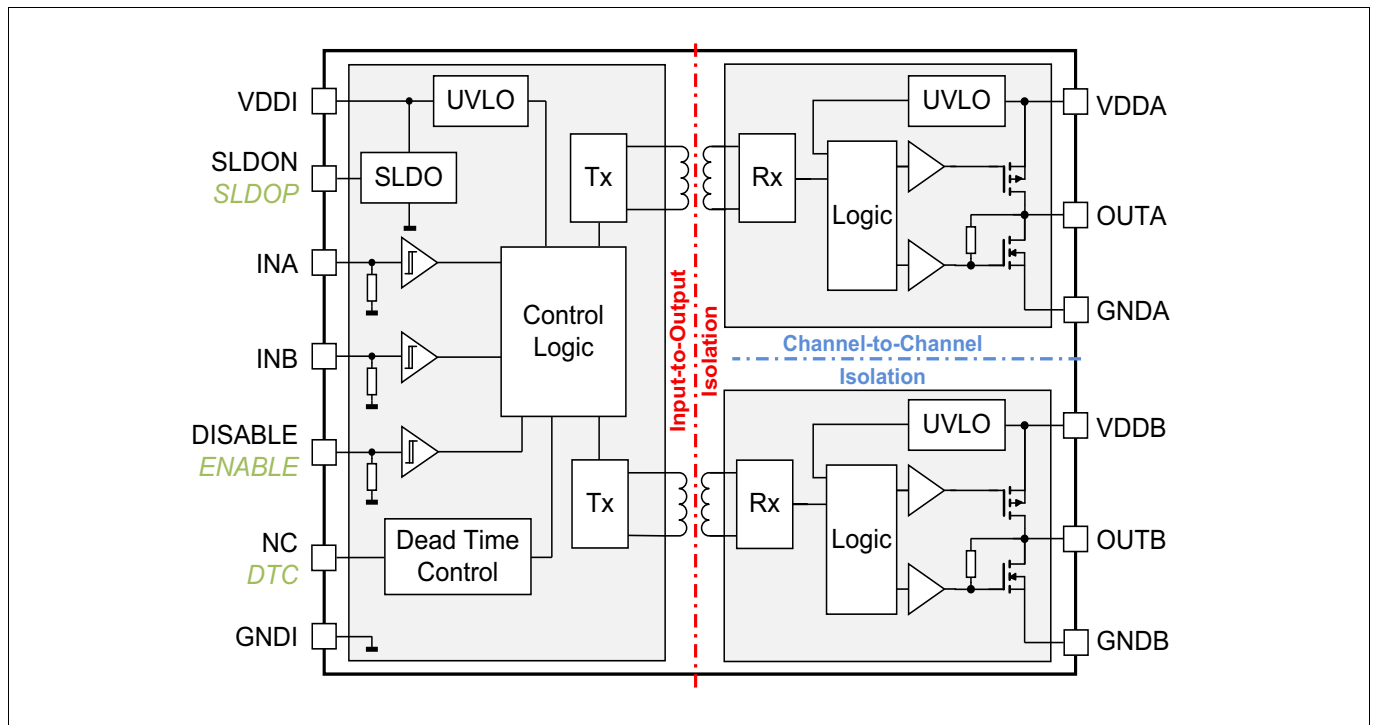 VDDI
SLDON
SLDOP
INA
INB
DISABLE
ENABLE
NC
DTC
GNDI
UVLO
SLDO
Tx
Control
Logic
Tx
Dead Time
Control
Input-to-Output
Isolation
Channel-to-Channel
Isolation
UVLO
Rx
Logic
VDDA
OUTA
GNDA
UVLO
Rx
Logic
VDDB
OUTB
GNDB